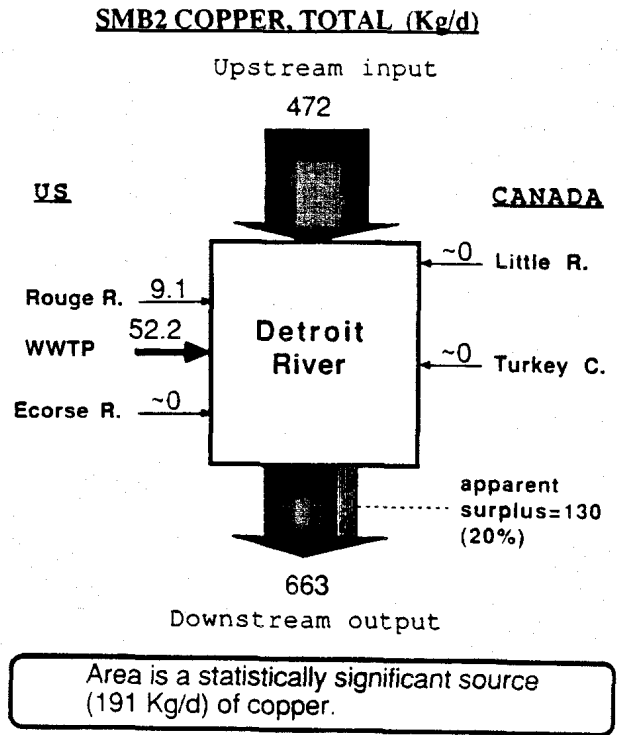 SMB2 COPPER, TOTAL (Kg/d)
Upstream input
472
US
CANADA
~0 Little R.
Rouge R. 9.1
WWTP 52.2
Detroit
River
~0 Turkey C.
Ecorse R. ~0
apparent
surplus=130
(20%)
663
Downstream output
Area is a statistically significant source
(191 Kg/d) of copper.